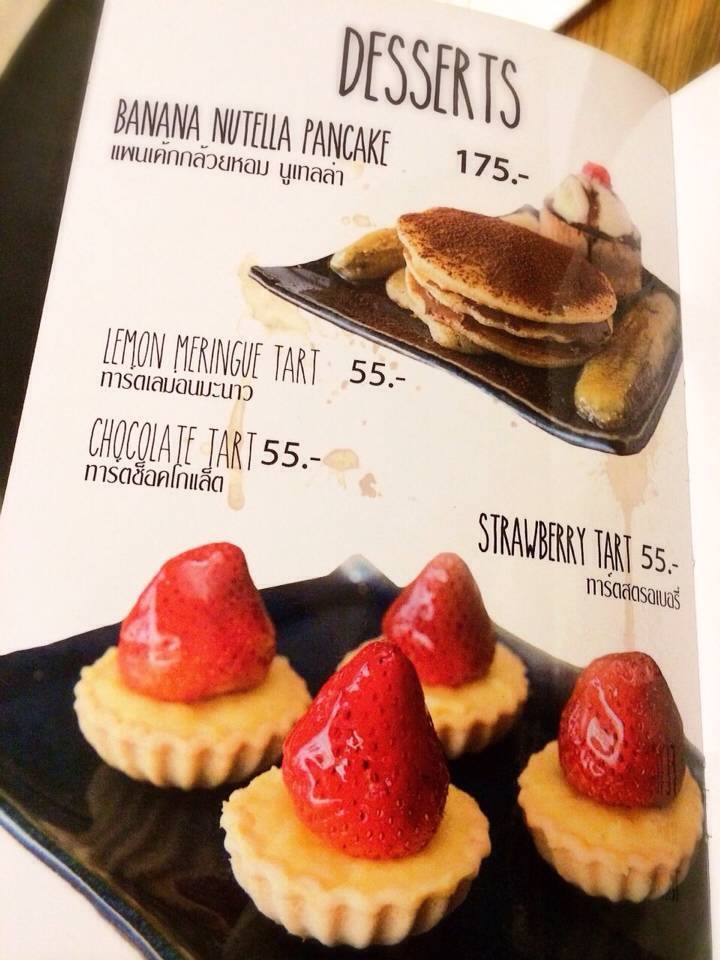 DESSERTS
BANANA NUTELLA PANCAKE 175.-
แพนเค้กกล้วยหอม นูเทลล่า
LEMON MERINGUE TART 55.-
ทาร์ตเลมอนมะนาว
CHOCOLATE TART 55.-
ทาร์ตช็อคโกแล็ต
STRAWBERRY TART 55.-
ทาร์ตสตรอเบอรี่